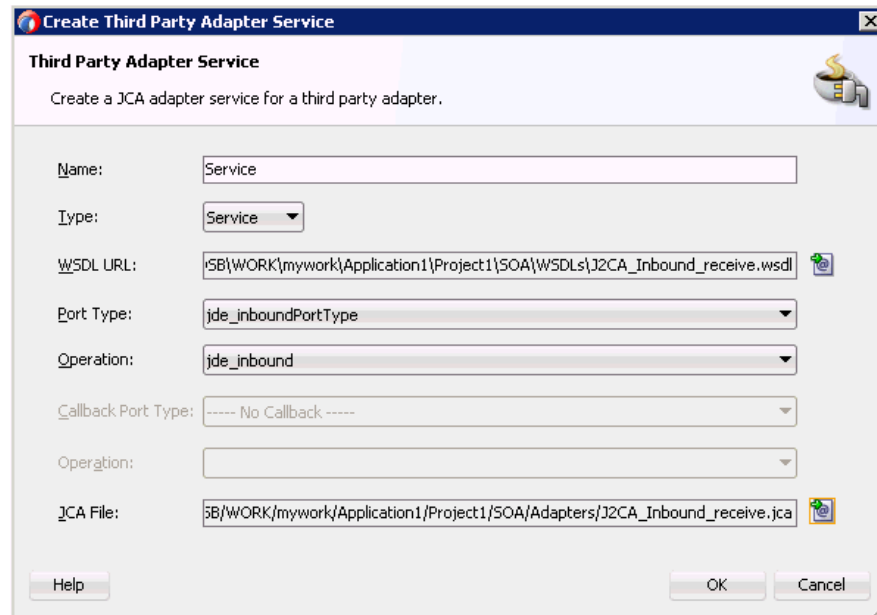 Create Third Party Adapter Service
Third Party Adapter Service
Create a JCA adapter service for a third party adapter.
Name: Service
Type: Service
WSDL URL: SB\WORK\mywork\Application1\Project1\SOA\WSDLs\J2CA_Inbound_receive.wsdl
Port Type: jde_inboundPortType
Operation: jde_inbound
Callback Port Type: ----- No Callback -----
Operation:
JCA File: SB/WORK/mywork/Application1/Project1/SOA/Adapters/J2CA_Inbound_receive.jca
Help OK Cancel